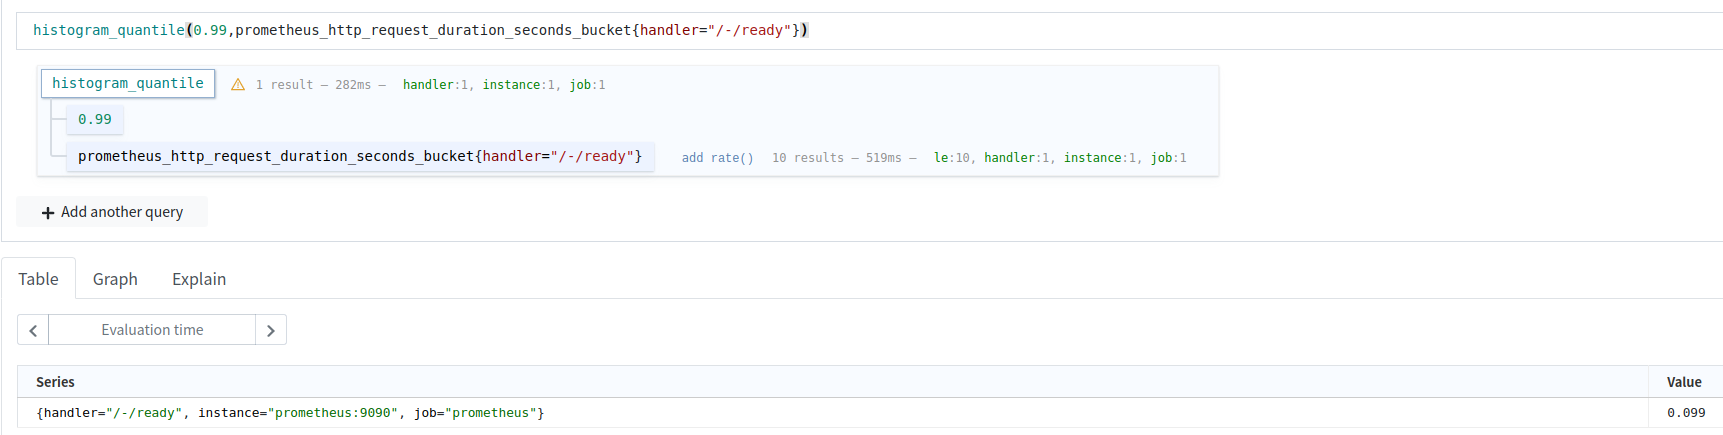 histogram_quantile(0.99,prometheus_http_request_duration_seconds_bucket{handler="/-/ready"})
histogram_quantile 1 result – 282ms – handler:1, instance:1, job:1
0.99
prometheus_http_request_duration_seconds_bucket{handler="/-/ready"} add rate() 10 results – 519ms – le:10, handler:1, instance:1, job:1
+ Add another query
Table Graph Explain
< Evaluation time >
Series Value
{handler="/-/ready", instance="prometheus:9090", job="prometheus"} 0.099